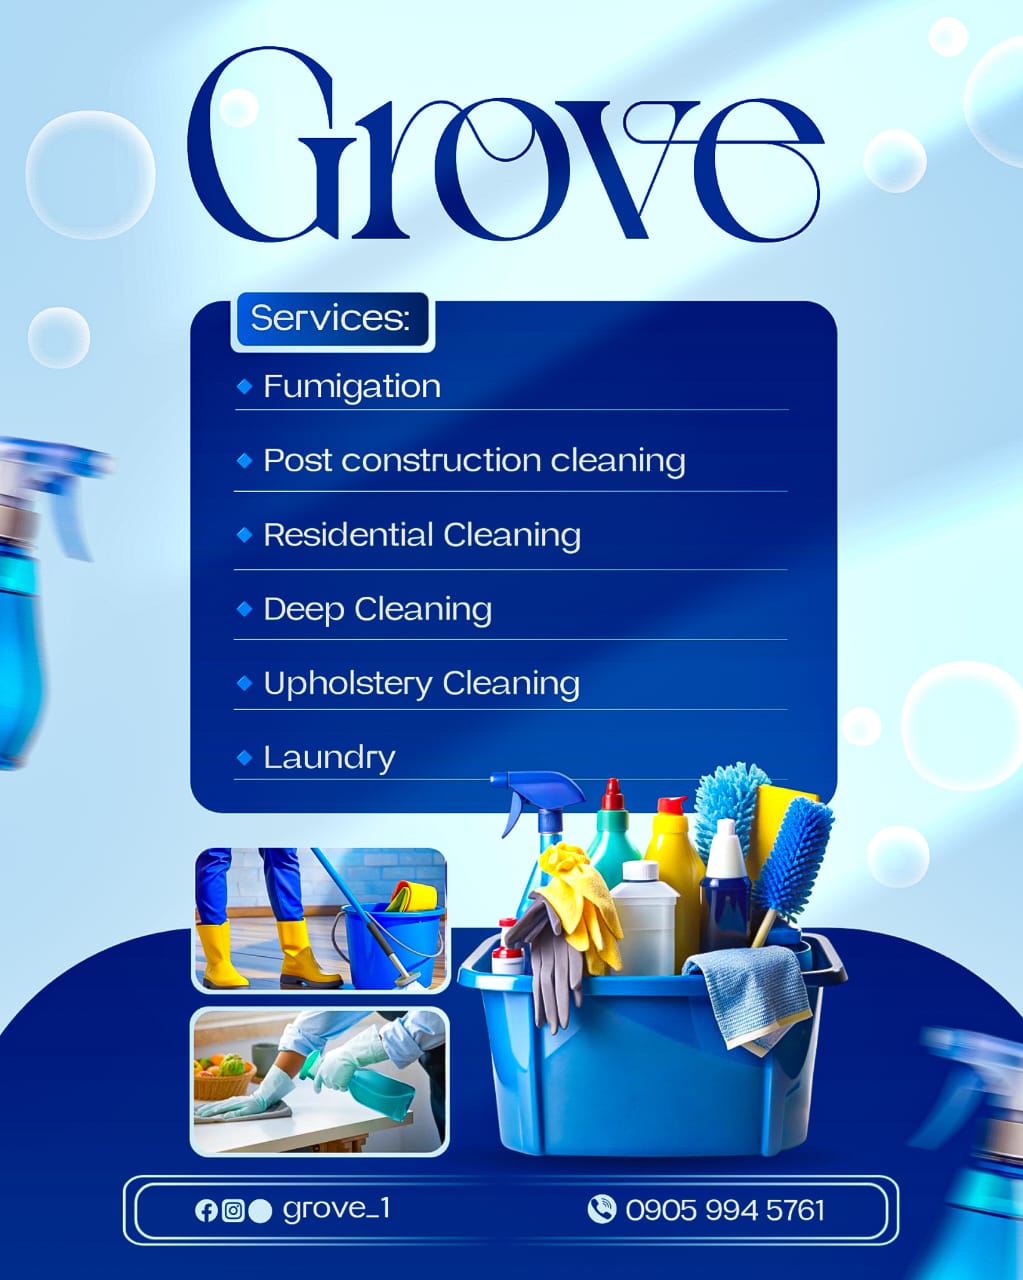 Grove
Services:
Fumigation
Post construction cleaning
Residential Cleaning
Deep Cleaning
Upholstery Cleaning
Laundry
grove_1
0905 994 5761